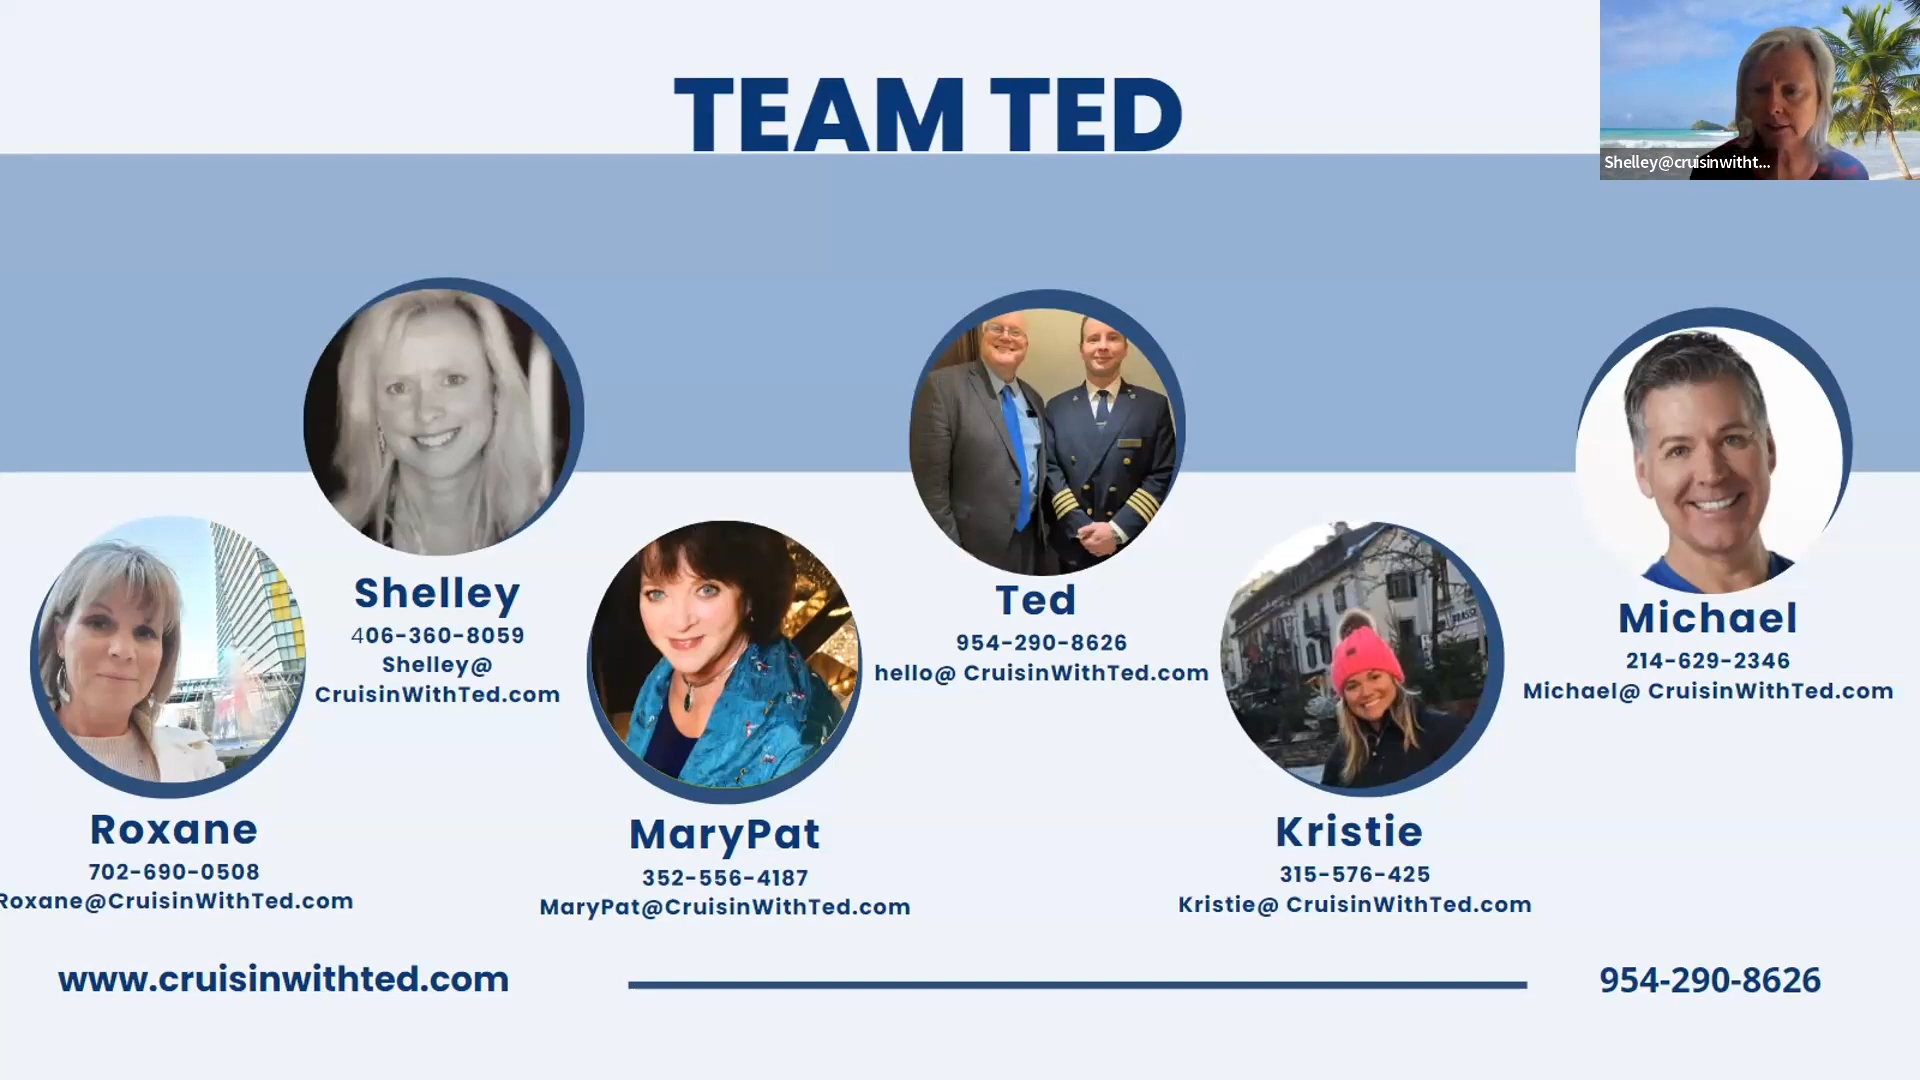 TEAM TED
Shelley@cruisinwitht...
Shelley
406-360-8059
Shelley@
CruisinWithTed.com
Ted
954-290-8626
hello@ CruisinWithTed.com
Michael
214-629-2346
Michael@ CruisinWithTed.com
Roxane
702-690-0508
Roxane@CruisinWithTed.com
MaryPat
352-556-4187
MaryPat@CruisinWithTed.com
Kristie
315-576-425
Kristie@ CruisinWithTed.com
www.cruisinwithted.com
954-290-8626